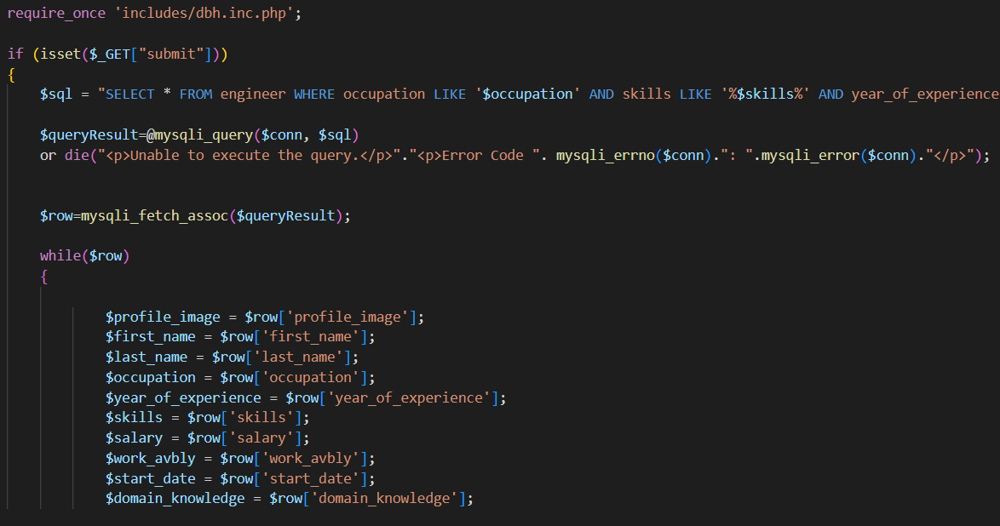 require_once 'includes/dbh.inc.php';
if (isset($_GET["submit"]))
{
$sql = "SELECT * FROM engineer WHERE occupation LIKE '$occupation' AND skills LIKE '%$skills%' AND year_of_experience
$queryResult=@mysqli_query($conn, $sql)
or die("<p>Unable to execute the query.</p>"."<p>Error Code ". mysqli_errno($conn).": ".mysqli_error($conn)."</p>");
$row=mysqli_fetch_assoc($queryResult);
while($row)
{
$profile_image = $row['profile_image'];
$first_name = $row['first_name'];
$last_name = $row['last_name'];
$occupation = $row['occupation'];
$year_of_experience = $row['year_of_experience'];
$skills = $row['skills'];
$salary = $row['salary'];
$work_avbly = $row['work_avbly'];
$start_date = $row['start_date'];
$domain_knowledge = $row['domain_knowledge'];